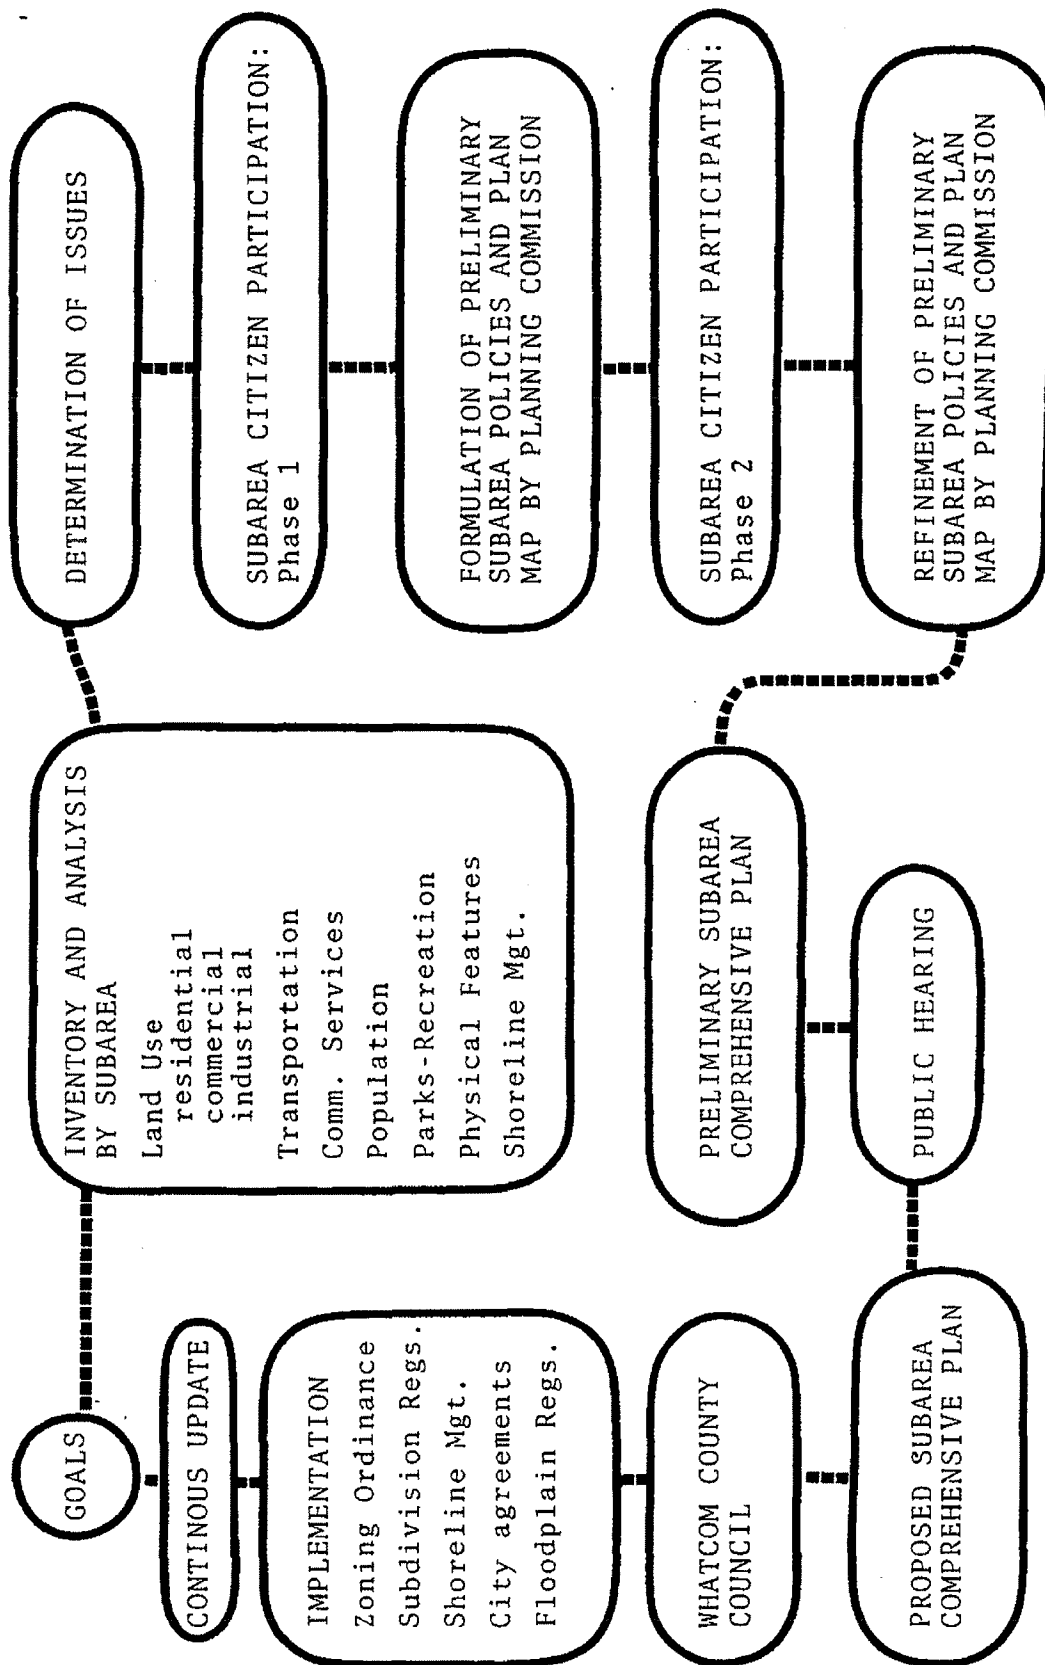 GOALS
INVENTORY AND ANALYSIS
BY SUBAREA
Land Use
residential
commercial
industrial
Transportation
Comm. Services
Population
Parks-Recreation
Physical Features
Shoreline Mgt.
DETERMINATION OF ISSUES
SUBAREA CITIZEN PARTICIPATION:
Phase 1
FORMULATION OF PRELIMINARY
SUBAREA POLICIES AND PLAN
MAP BY PLANNING COMMISSION
SUBAREA CITIZEN PARTICIPATION:
Phase 2
REFINEMENT OF PRELIMINARY
SUBAREA POLICIES AND PLAN
MAP BY PLANNING COMMISSION
PRELIMINARY SUBAREA
COMPREHENSIVE PLAN
PUBLIC HEARING
PROPOSED SUBAREA
COMPREHENSIVE PLAN
WHATCOM COUNTY
COUNCIL
IMPLEMENTATION
Zoning Ordinance
Subdivision Regs.
Shoreline Mgt.
City agreements
Floodplain Regs.
CONTINOUS UPDATE